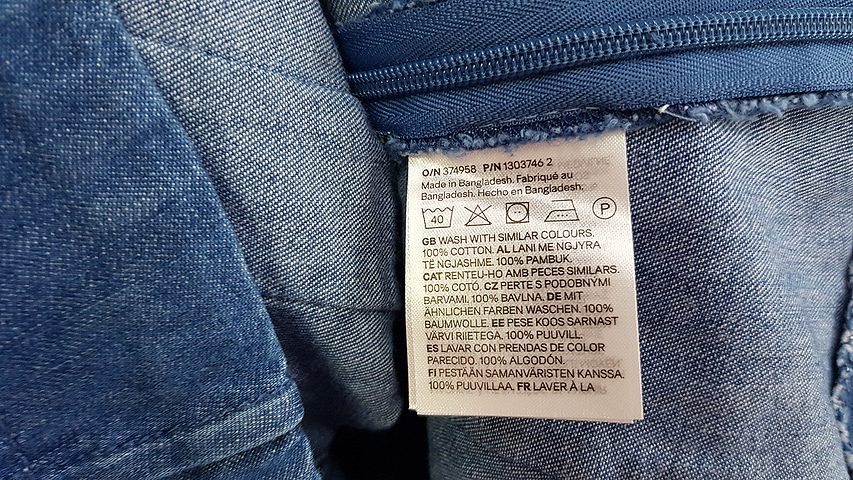 O/N 374958 P/N 1303746 2
Made in Bangladesh. Fabriqué au
Bangladesh. Hecho en Bangladesh.
40 P
GB WASH WITH SIMILAR COLOURS.
100% COTTON. AL LANI ME NGJYRA
TË NGJASHME. 100% PAMBUK.
CAT RENTEU-HO AMB PECES SIMILARS.
100% COTÓ. CZ PERTE S PODOBNÝMI
BARVAMI. 100% BAVLNA. DE MIT
ÄHNLICHEN FARBEN WASCHEN. 100%
BAUMWOLLE. EE PESE KOOS SARNAST
VÄRVI RIIETEGA. 100% PUUVILL.
ES LAVAR CON PRENDAS DE COLOR
PARECIDO. 100% ALGODÓN.
FI PESTÄÄN SAMANVÄRISTEN KANSSA.
100% PUUVILLAA. FR LAVER À LA